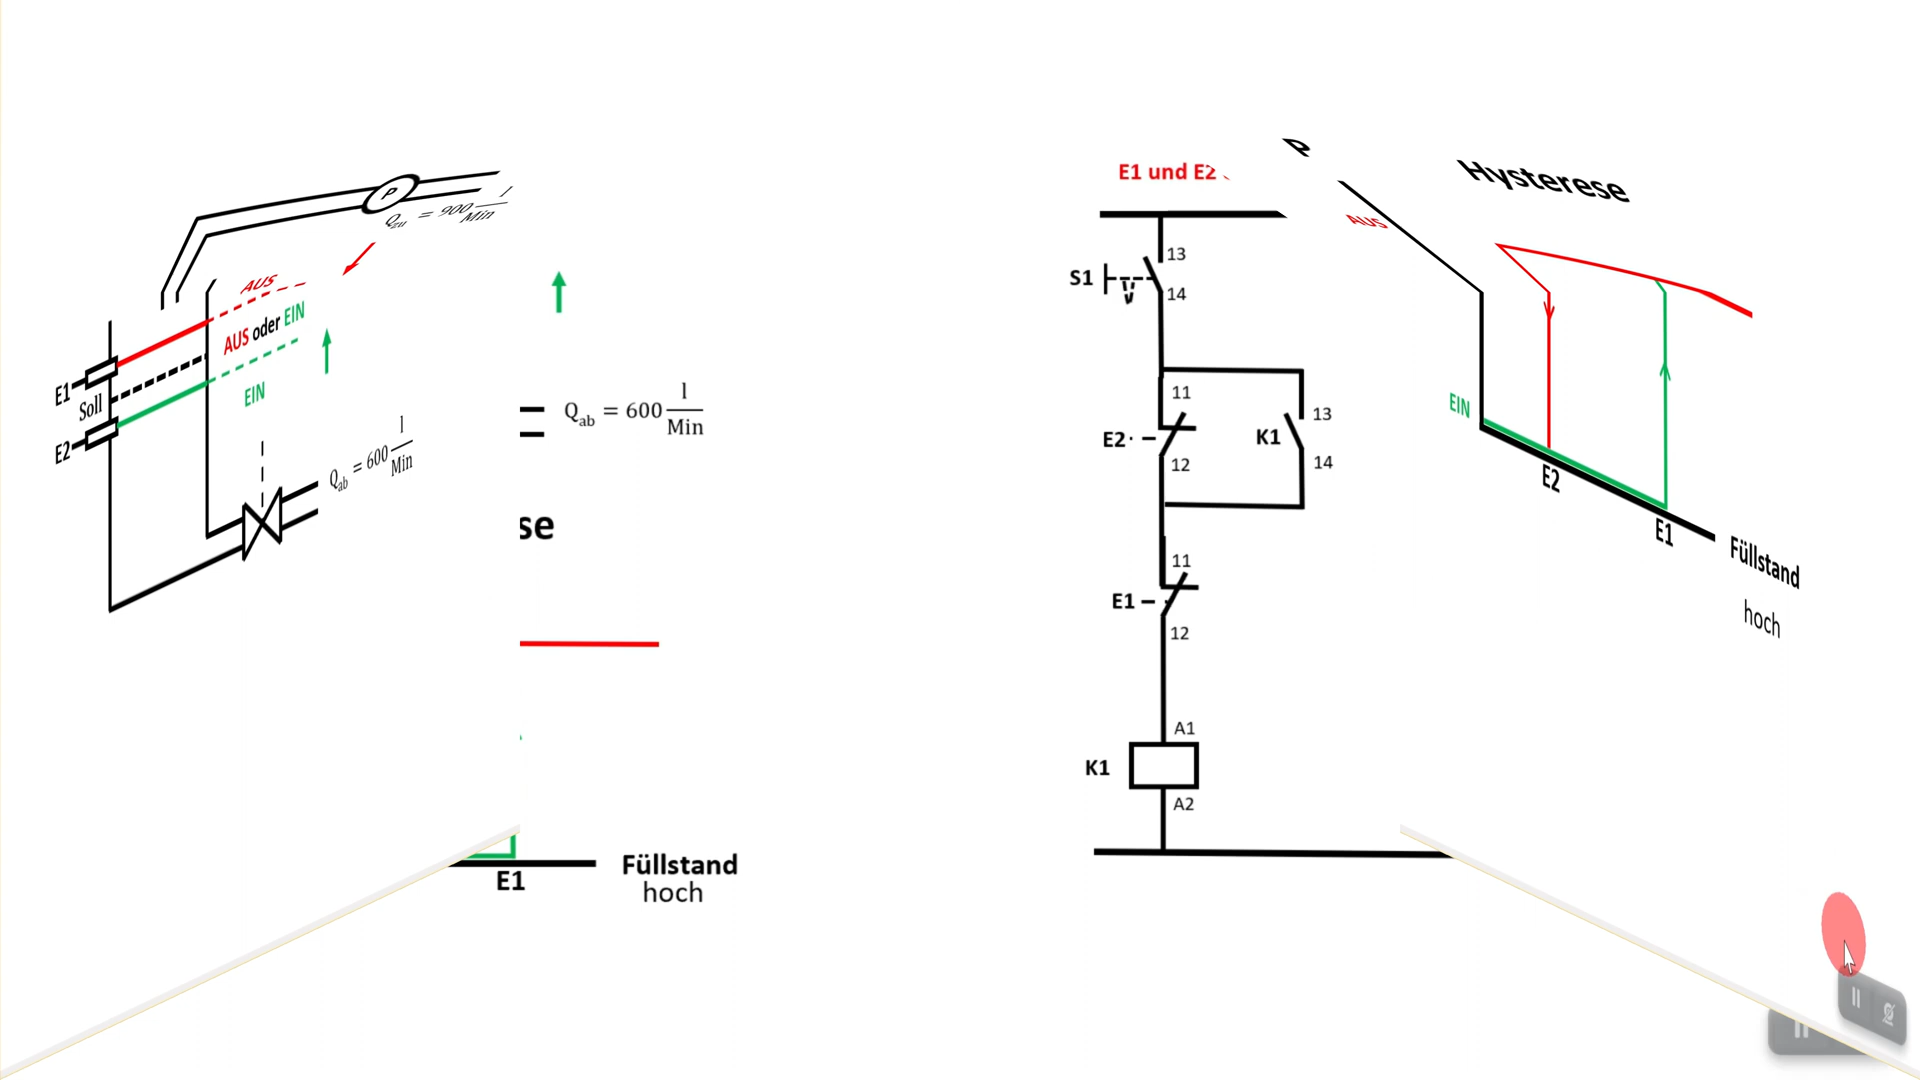 P
Q_zu = 900 l/Min
AUS
AUS oder EIN
EIN
E1
Soll
E2
Q_ab = 600 l/Min
Q_ab = 600 l/Min
se
E1
Füllstand
hoch
E1 und E2
S1
13
14
11
E2
12
K1
13
14
11
E1
12
A1
K1
A2
P
Hysterese
AUS
EIN
E2
E1
Füllstand
hoch